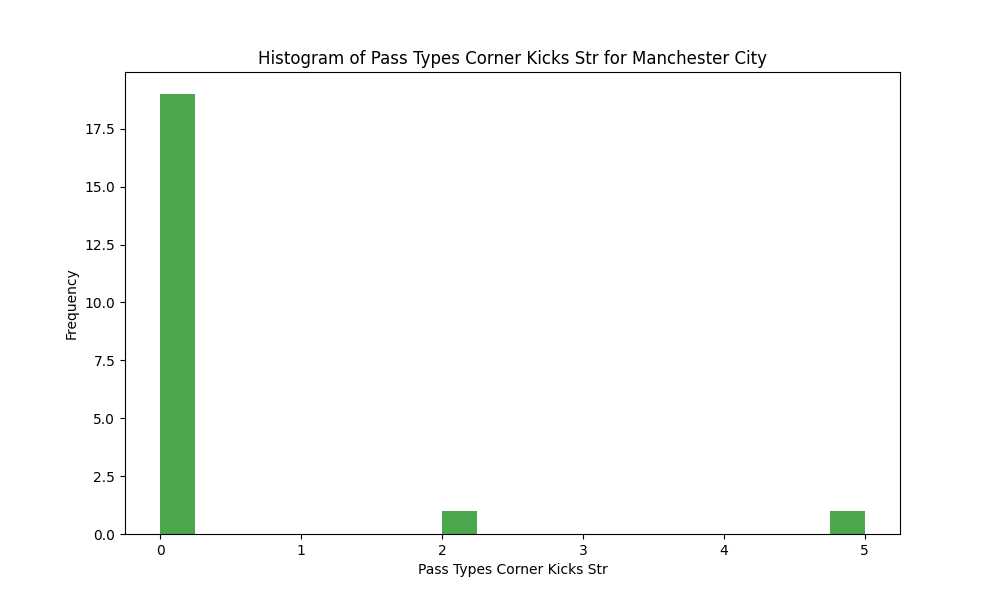 Histogram of Pass Types Corner Kicks Str for Manchester City
17.5
15.0
12.5
10.0
7.5
5.0
2.5
0.0
Frequency
0 1 2 3 4 5
Pass Types Corner Kicks Str